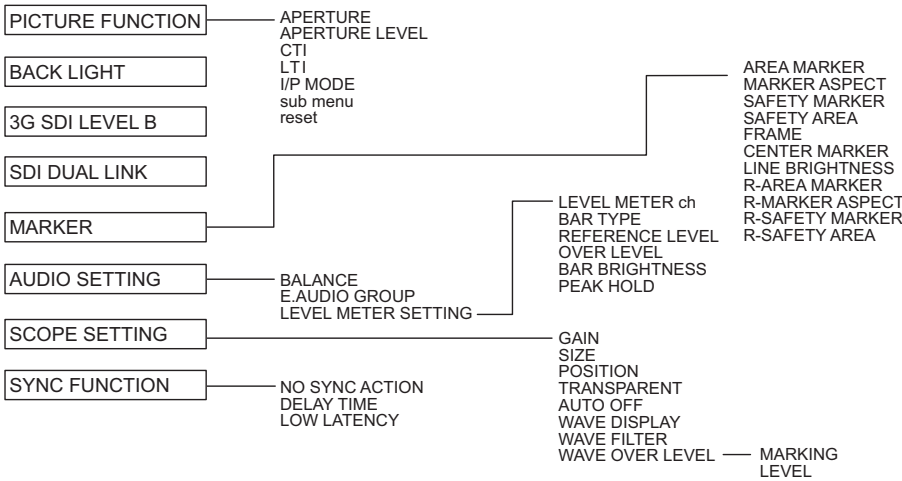 PICTURE FUNCTION
APERTURE
APERTURE LEVEL
CTI
LTI
I/P MODE
sub menu
reset
BACK LIGHT
3G SDI LEVEL B
SDI DUAL LINK
MARKER
AREA MARKER
MARKER ASPECT
SAFETY MARKER
SAFETY AREA
FRAME
CENTER MARKER
LINE BRIGHTNESS
R-AREA MARKER
R-MARKER ASPECT
R-SAFETY MARKER
R-SAFETY AREA
AUDIO SETTING
BALANCE
E.AUDIO GROUP
LEVEL METER SETTING
LEVEL METER ch
BAR TYPE
REFERENCE LEVEL
OVER LEVEL
BAR BRIGHTNESS
PEAK HOLD
SCOPE SETTING
GAIN
SIZE
POSITION
TRANSPARENT
AUTO OFF
WAVE DISPLAY
WAVE FILTER
WAVE OVER LEVEL
MARKING
LEVEL
SYNC FUNCTION
NO SYNC ACTION
DELAY TIME
LOW LATENCY